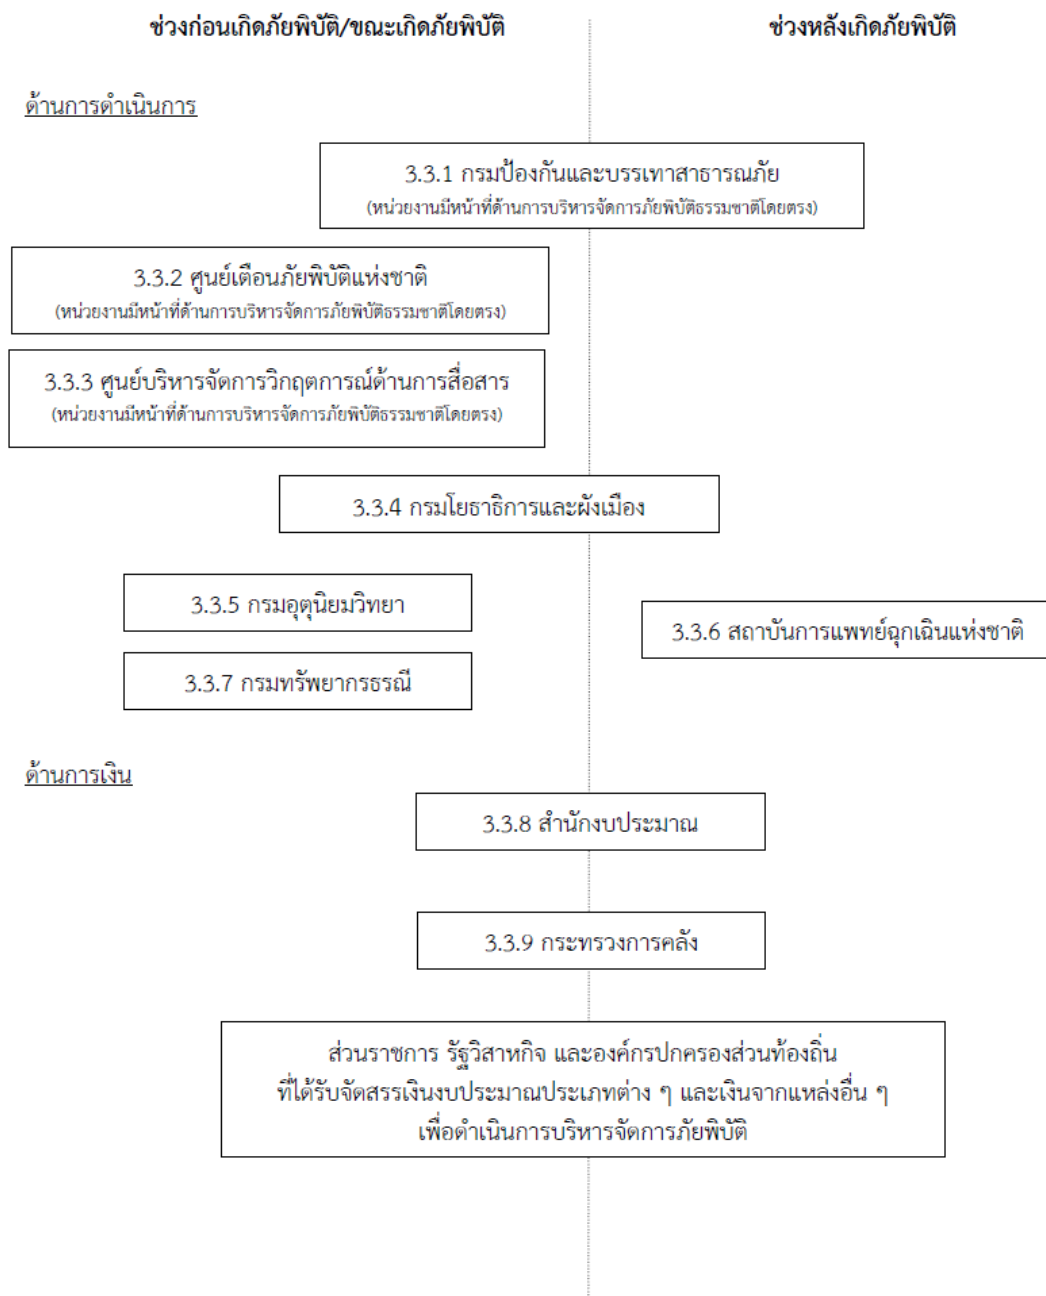 ช่วงก่อนเกิดภัยพิบัติ/ขณะเกิดภัยพิบัติ
ช่วงหลังเกิดภัยพิบัติ
ด้านการดำเนินการ
3.3.1 กรมป้องกันและบรรเทาสาธารณภัย
(หน่วยงานมีหน้าที่ด้านการบริหารจัดการภัยพิบัติธรรมชาติโดยตรง)
3.3.2 ศูนย์เตือนภัยพิบัติแห่งชาติ
(หน่วยงานมีหน้าที่ด้านการบริหารจัดการภัยพิบัติธรรมชาติโดยตรง)
3.3.3 ศูนย์บริหารจัดการวิกฤตการณ์ด้านการสื่อสาร
(หน่วยงานมีหน้าที่ด้านการบริหารจัดการภัยพิบัติธรรมชาติโดยตรง)
3.3.4 กรมโยธาธิการและผังเมือง
3.3.5 กรมอุตุนิยมวิทยา
3.3.6 สถาบันการแพทย์ฉุกเฉินแห่งชาติ
3.3.7 กรมทรัพยากรธรณี
ด้านการเงิน
3.3.8 สำนักงบประมาณ
3.3.9 กระทรวงการคลัง
ส่วนราชการ รัฐวิสาหกิจ และองค์กรปกครองส่วนท้องถิ่น
ที่ได้รับจัดสรรเงินงบประมาณประเภทต่าง ๆ และเงินจากแหล่งอื่น ๆ
เพื่อดำเนินการบริหารจัดการภัยพิบัติ